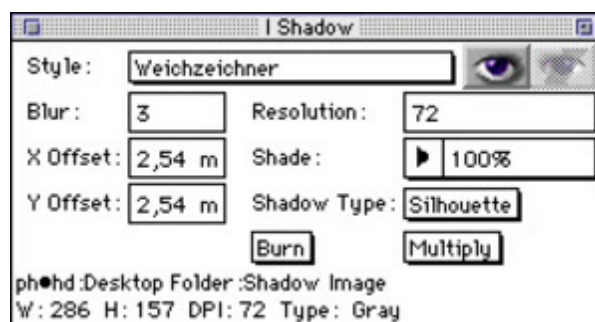 I Shadow
Style: Weichzeichner
Blur: 3 Resolution: 72
X Offset: 2,54 m Shade: 100%
Y Offset: 2,54 m Shadow Type: Silhouette
Burn Multiply
ph●hd:Desktop Folder:Shadow Image
W: 286 H: 157 DPI: 72 Type: Gray